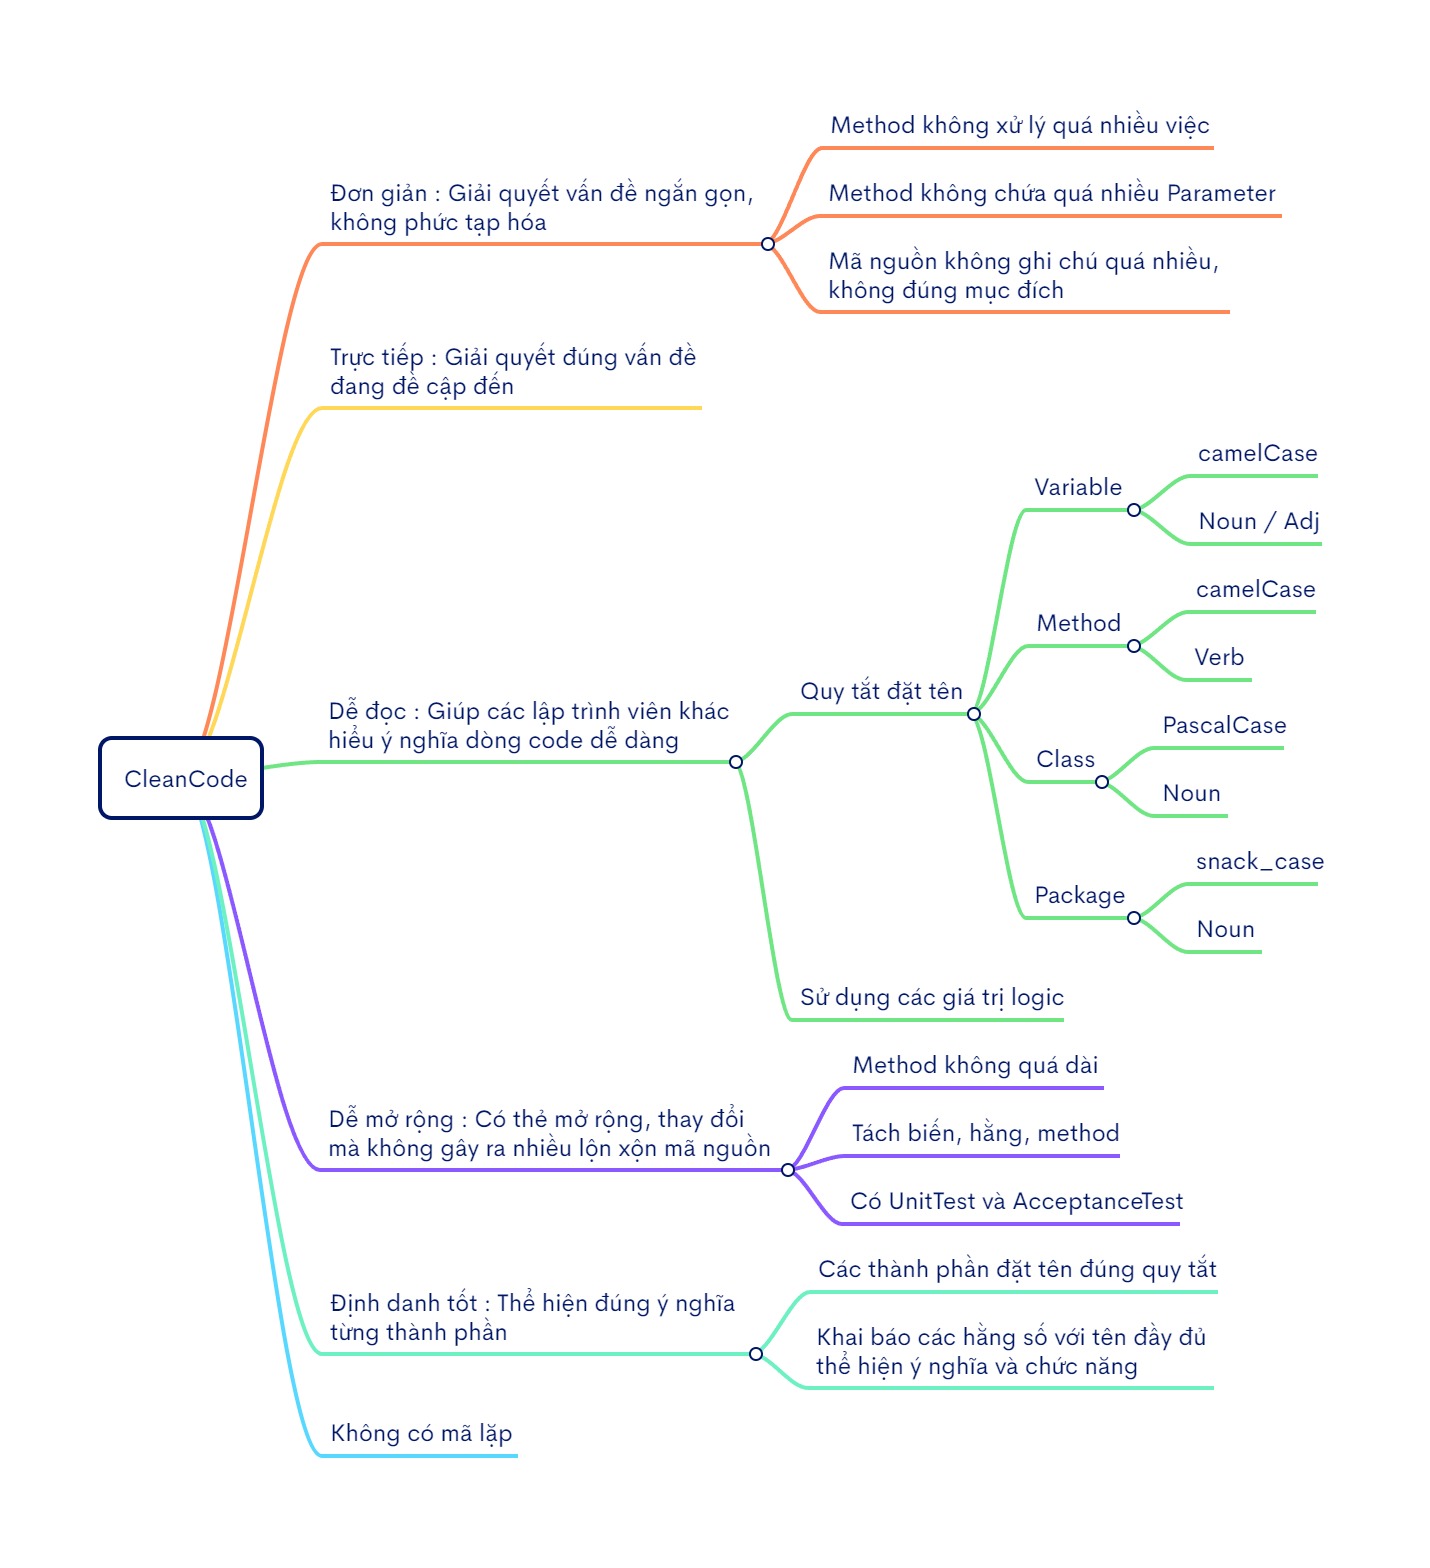 CleanCode
Đơn giản : Giải quyết vấn đề ngắn gọn,
không phức tạp hóa
Method không xử lý quá nhiều việc
Method không chứa quá nhiều Parameter
Mã nguồn không ghi chú quá nhiều,
không đúng mục đích
Trực tiếp : Giải quyết đúng vấn đề
đang đề cập đến
Dễ đọc : Giúp các lập trình viên khác
hiểu ý nghĩa dòng code dễ dàng
Quy tắt đặt tên
Variable
camelCase
Noun / Adj
Method
camelCase
Verb
Class
PascalCase
Noun
Package
snack_case
Noun
Sử dụng các giá trị logic
Dễ mở rộng : Có thẻ mở rộng, thay đổi
mà không gây ra nhiều lộn xộn mã nguồn
Method không quá dài
Tách biến, hằng, method
Có UnitTest và AcceptanceTest
Định danh tốt : Thể hiện đúng ý nghĩa
từng thành phần
Các thành phần đặt tên đúng quy tắt
Khai báo các hằng số với tên đầy đủ
thể hiện ý nghĩa và chức năng
Không có mã lặp